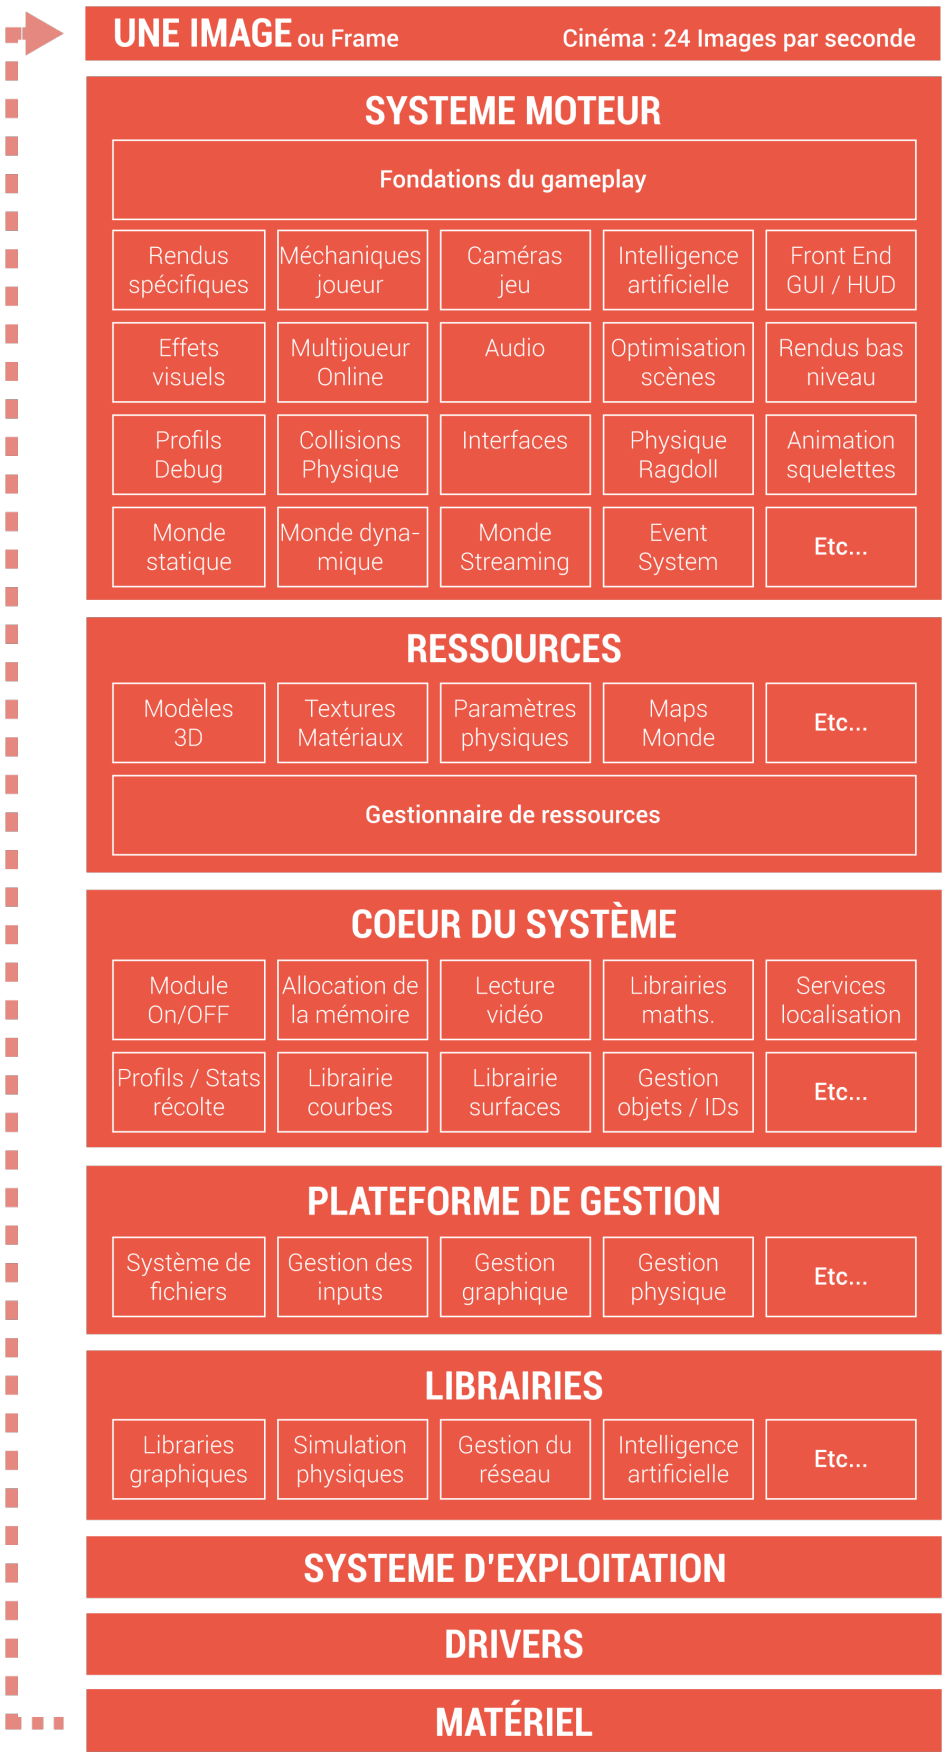 UNE IMAGE ou Frame Cinéma : 24 Images par seconde
SYSTEME MOTEUR
Fondations du gameplay
Rendus
spécifiques
Méchaniques
joueur
Caméras
jeu
Intelligence
artificielle
Front End
GUI / HUD
Effets
visuels
Multijoueur
Online
Audio
Optimisation
scènes
Rendus bas
niveau
Profils
Debug
Collisions
Physique
Interfaces
Physique
Ragdoll
Animation
squelettes
Monde
statique
Monde dyna-
mique
Monde
Streaming
Event
System
Etc...
RESSOURCES
Modèles
3D
Textures
Matériaux
Paramètres
physiques
Maps
Monde
Etc...
Gestionnaire de ressources
COEUR DU SYSTÈME
Module
On/OFF
Allocation de
la mémoire
Lecture
vidéo
Librairies
maths.
Services
localisation
Profils / Stats
récolte
Librairie
courbes
Librairie
surfaces
Gestion
objets / IDs
Etc...
PLATEFORME DE GESTION
Système de
fichiers
Gestion des
inputs
Gestion
graphique
Gestion
physique
Etc...
LIBRAIRIES
Libraries
graphiques
Simulation
physiques
Gestion du
réseau
Intelligence
artificielle
Etc...
SYSTEME D'EXPLOITATION
DRIVERS
MATÉRIEL